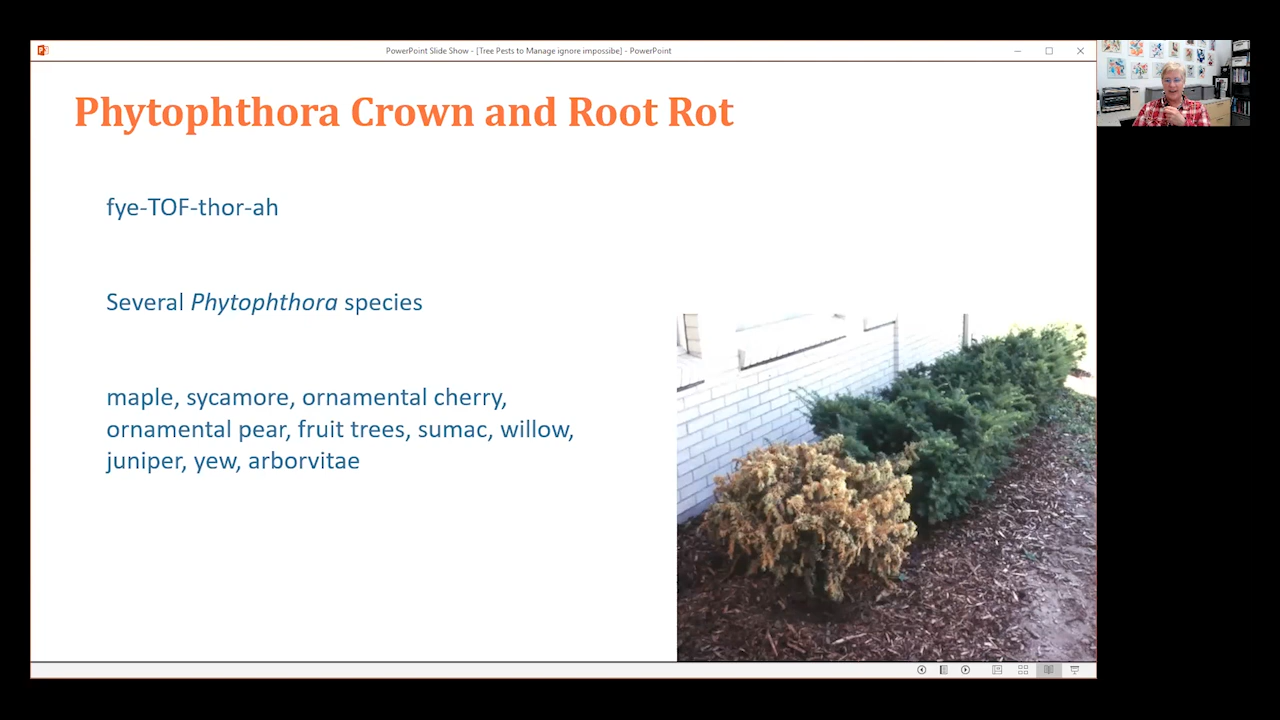 PowerPoint Slide Show - [Tree Pests to Manage ignore impossibe] - PowerPoint
Phytophthora Crown and Root Rot
fye-TOF-thor-ah
Several Phytophthora species
maple, sycamore, ornamental cherry,
ornamental pear, fruit trees, sumac, willow,
juniper, yew, arborvitae